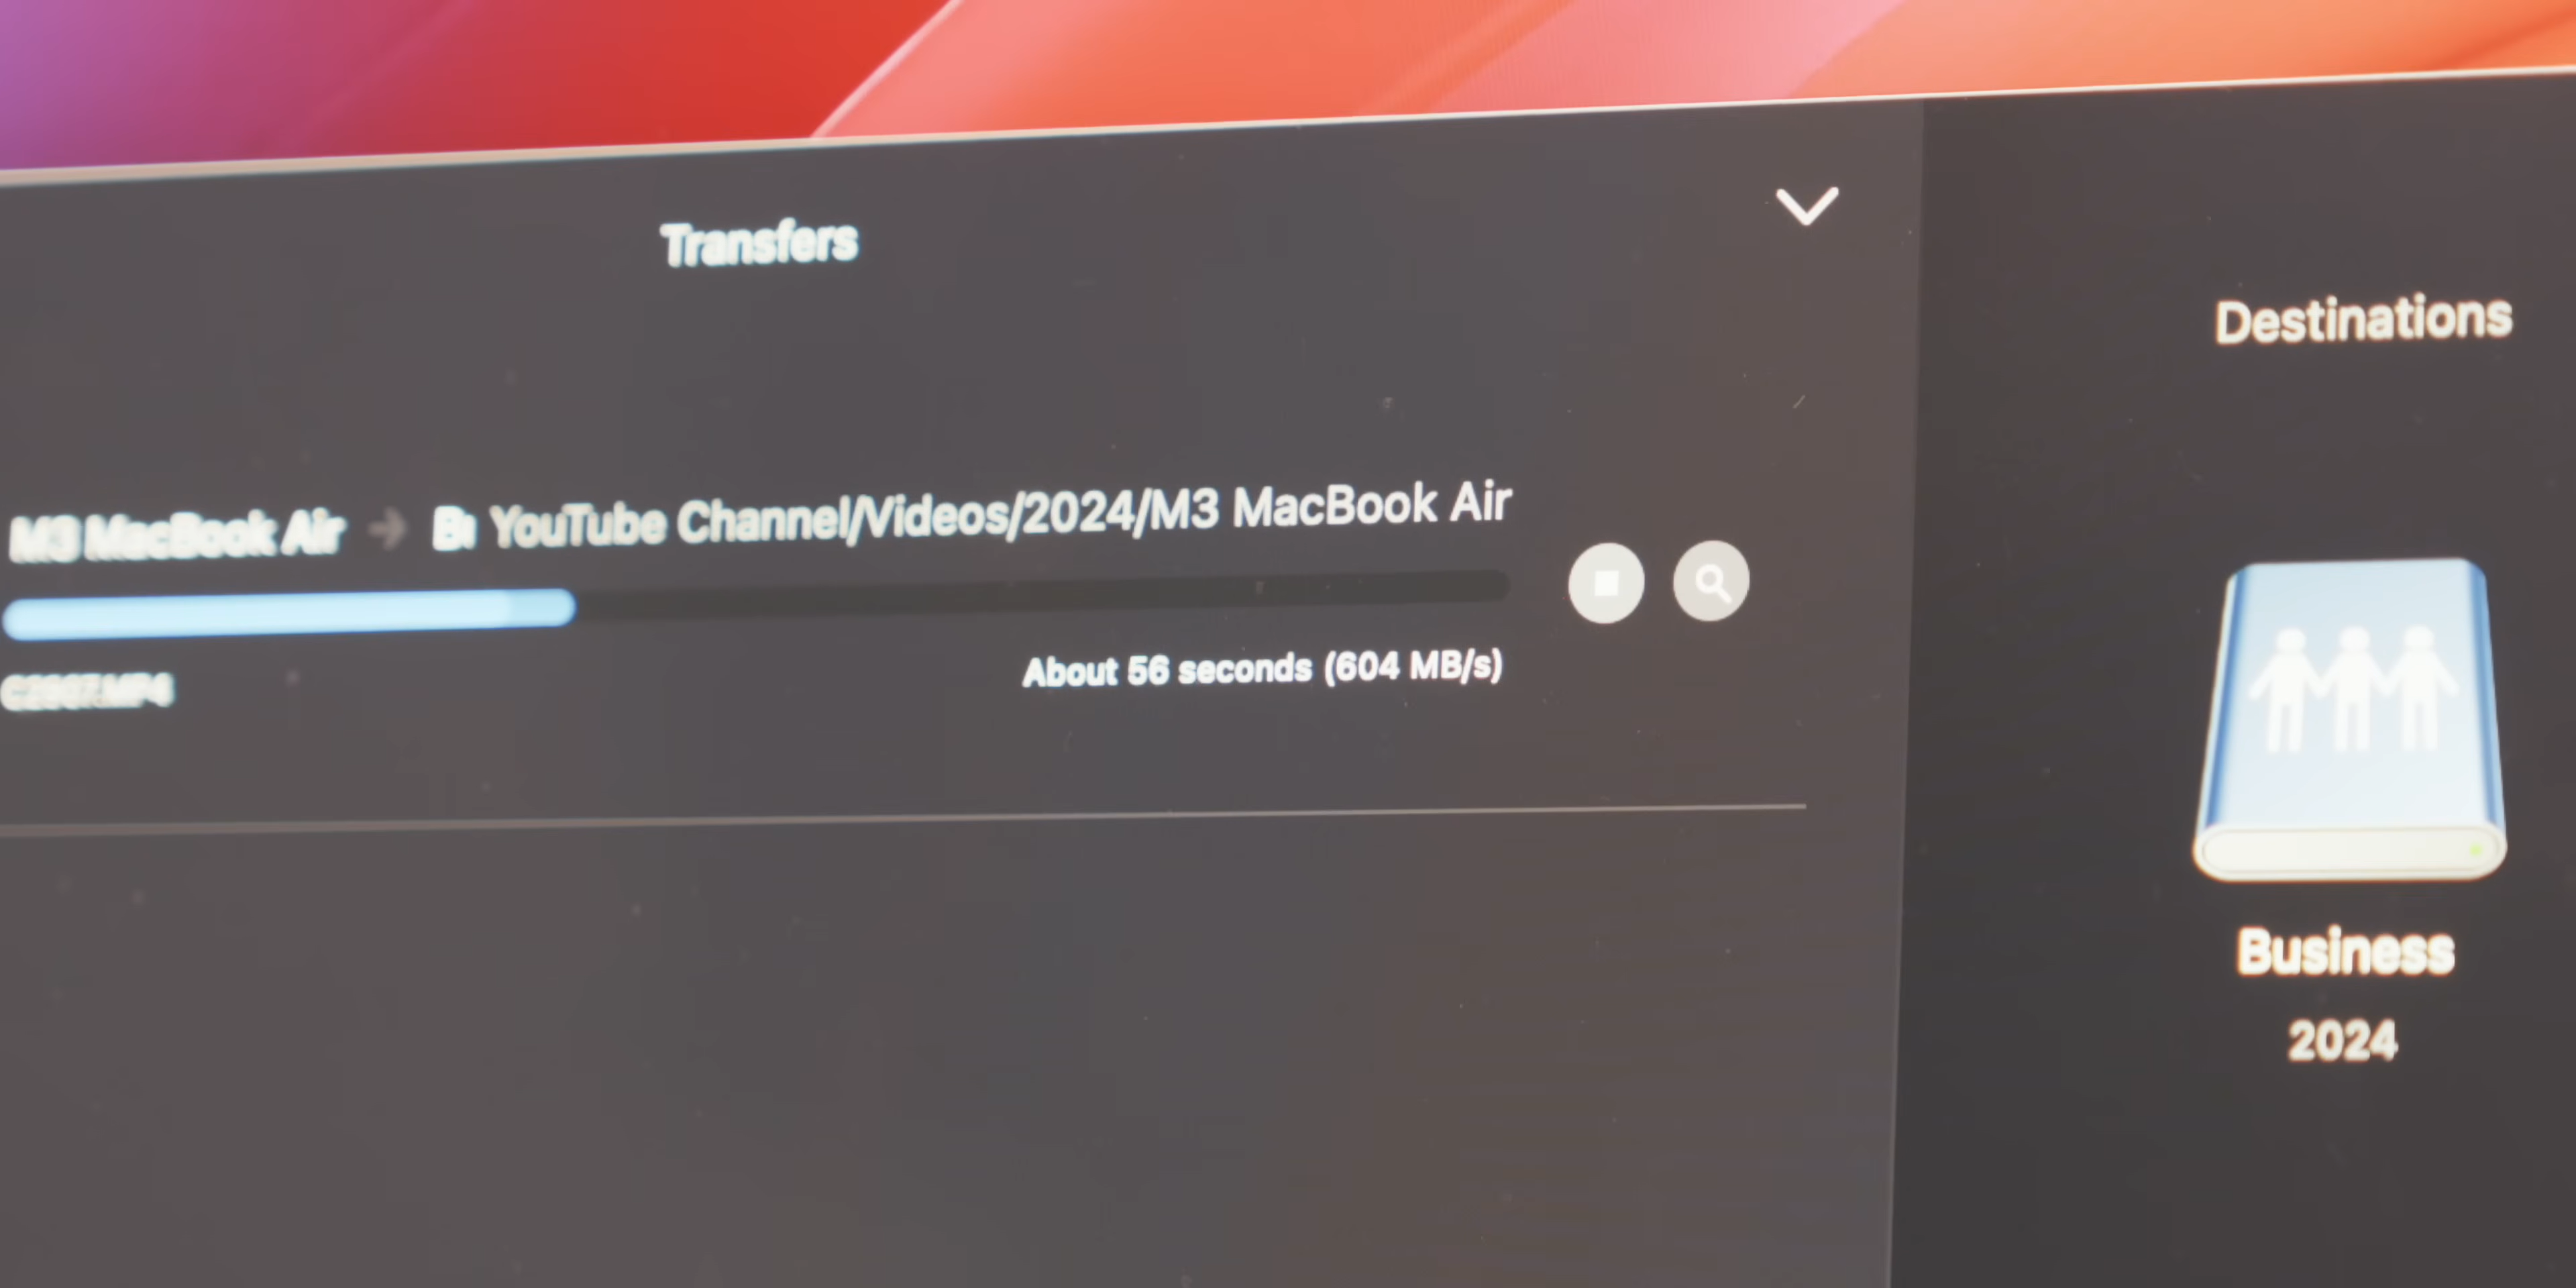 Transfers
Destinations
M3 MacBook Air → Bu YouTube Channel/Videos/2024/M3 MacBook Air
About 56 seconds (604 MB/s)
Business
2024